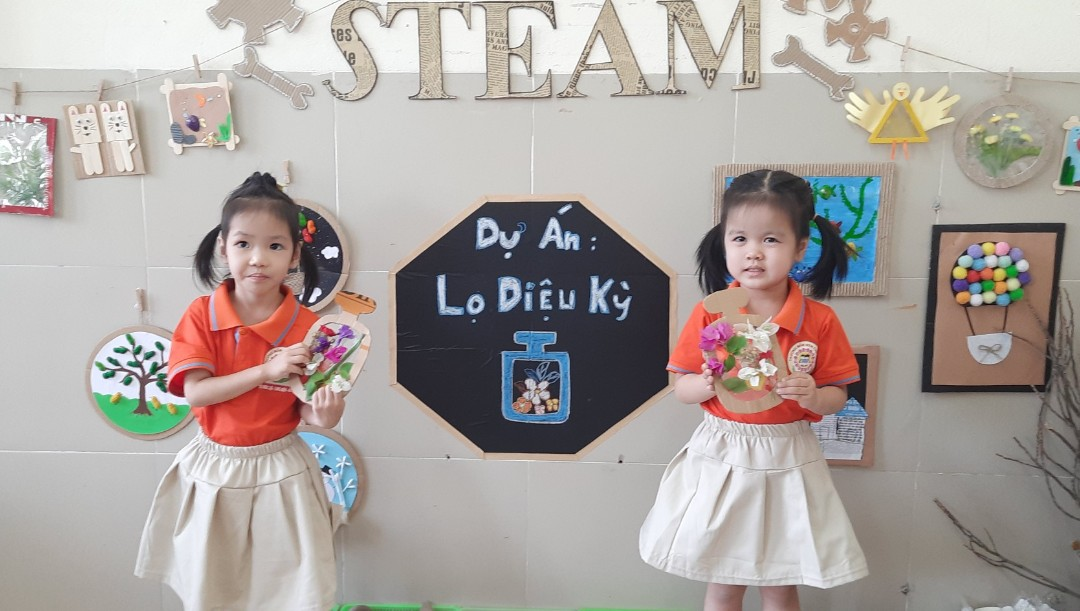 STEAM
Dự Án:
Lọ Diệu Kỳ